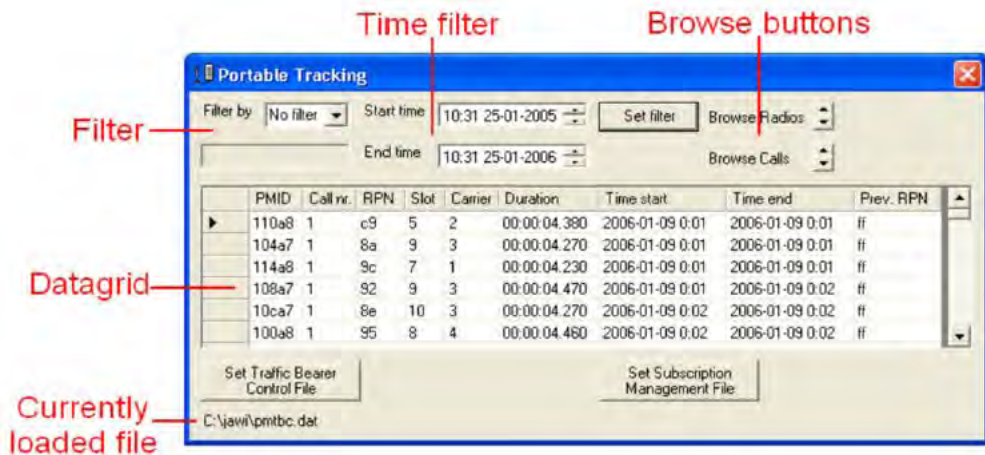 Time filter
Browse buttons
Portable Tracking
Filter by No filter Start time 10:31 25-01-2005 Set filter Browse Radios
Filter
End time 10:31 25-01-2006 Browse Calls
PMID Call nr. RPN Slot Carrier Duration Time start Time end Prev. RPN
110a8 1 c9 5 2 00:00:04.380 2006-01-09 0:01 2006-01-09 0:01 ff
104a7 1 8a 9 3 00:00:04.270 2006-01-09 0:01 2006-01-09 0:01 ff
114a8 1 9c 7 1 00:00:04.230 2006-01-09 0:01 2006-01-09 0:01 ff
Datagrid
108a7 1 92 9 3 00:00:04.470 2006-01-09 0:01 2006-01-09 0:01 ff
10ca7 1 8e 10 3 00:00:04.270 2006-01-09 0:02 2006-01-09 0:02 ff
100a8 1 95 8 4 00:00:04.460 2006-01-09 0:02 2006-01-09 0:02 ff
Set Traffic Bearer
Control File
Set Subscription
Management File
Currently
loaded file
C:\jawi\pmtbc.dat